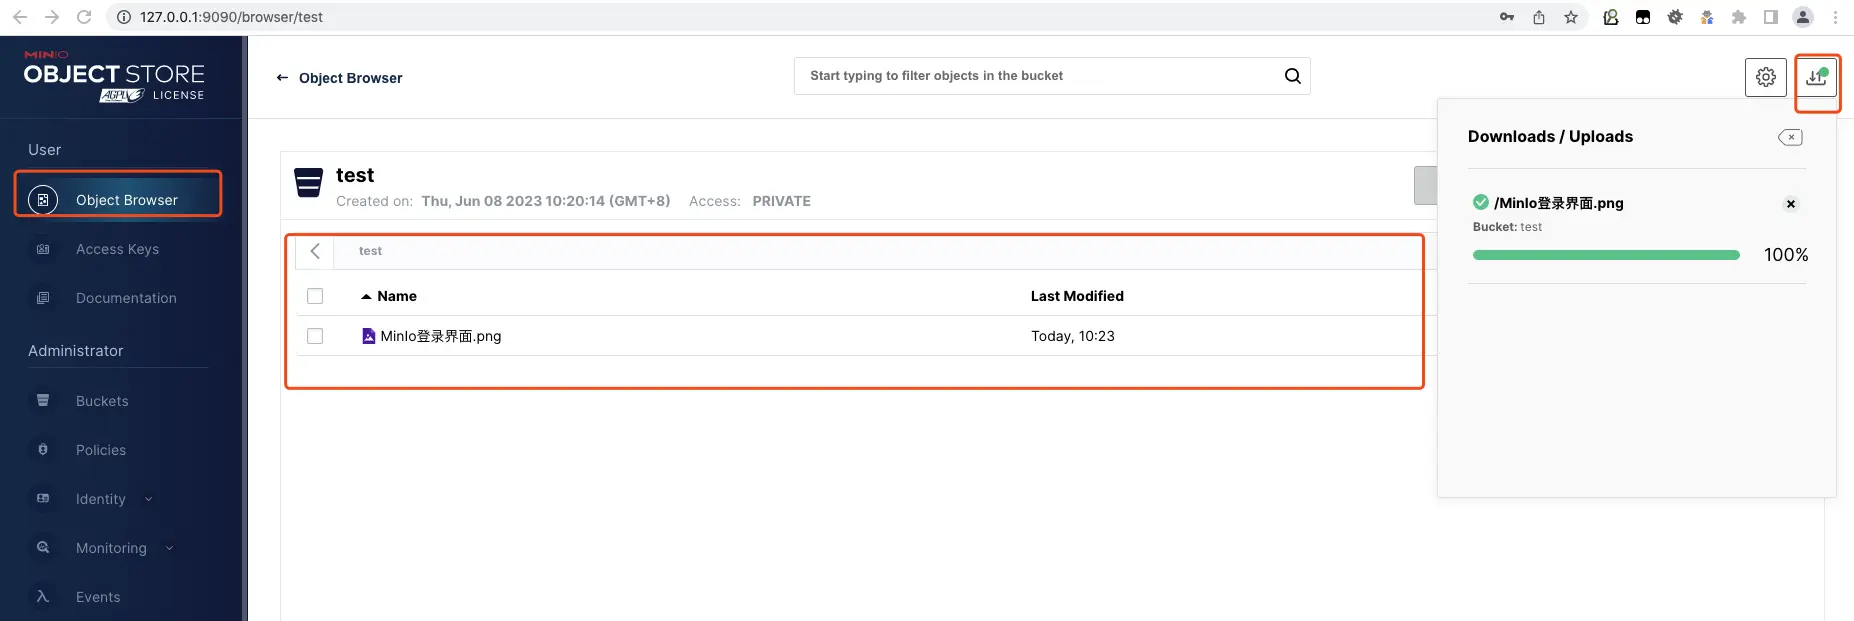 127.0.0.1:9090/browser/test
MINIO
OBJECT STORE
AGPLV3 LICENSE
User
Object Browser
Access Keys
Documentation
Administrator
Buckets
Policies
Identity
Monitoring
Events
Object Browser
Start typing to filter objects in the bucket
test
Created on: Thu, Jun 08 2023 10:20:14 (GMT+8) Access: PRIVATE
test
Name Last Modified
MinIo登录界面.png Today, 10:23
Downloads / Uploads
/MinIo登录界面.png
Bucket: test
100%